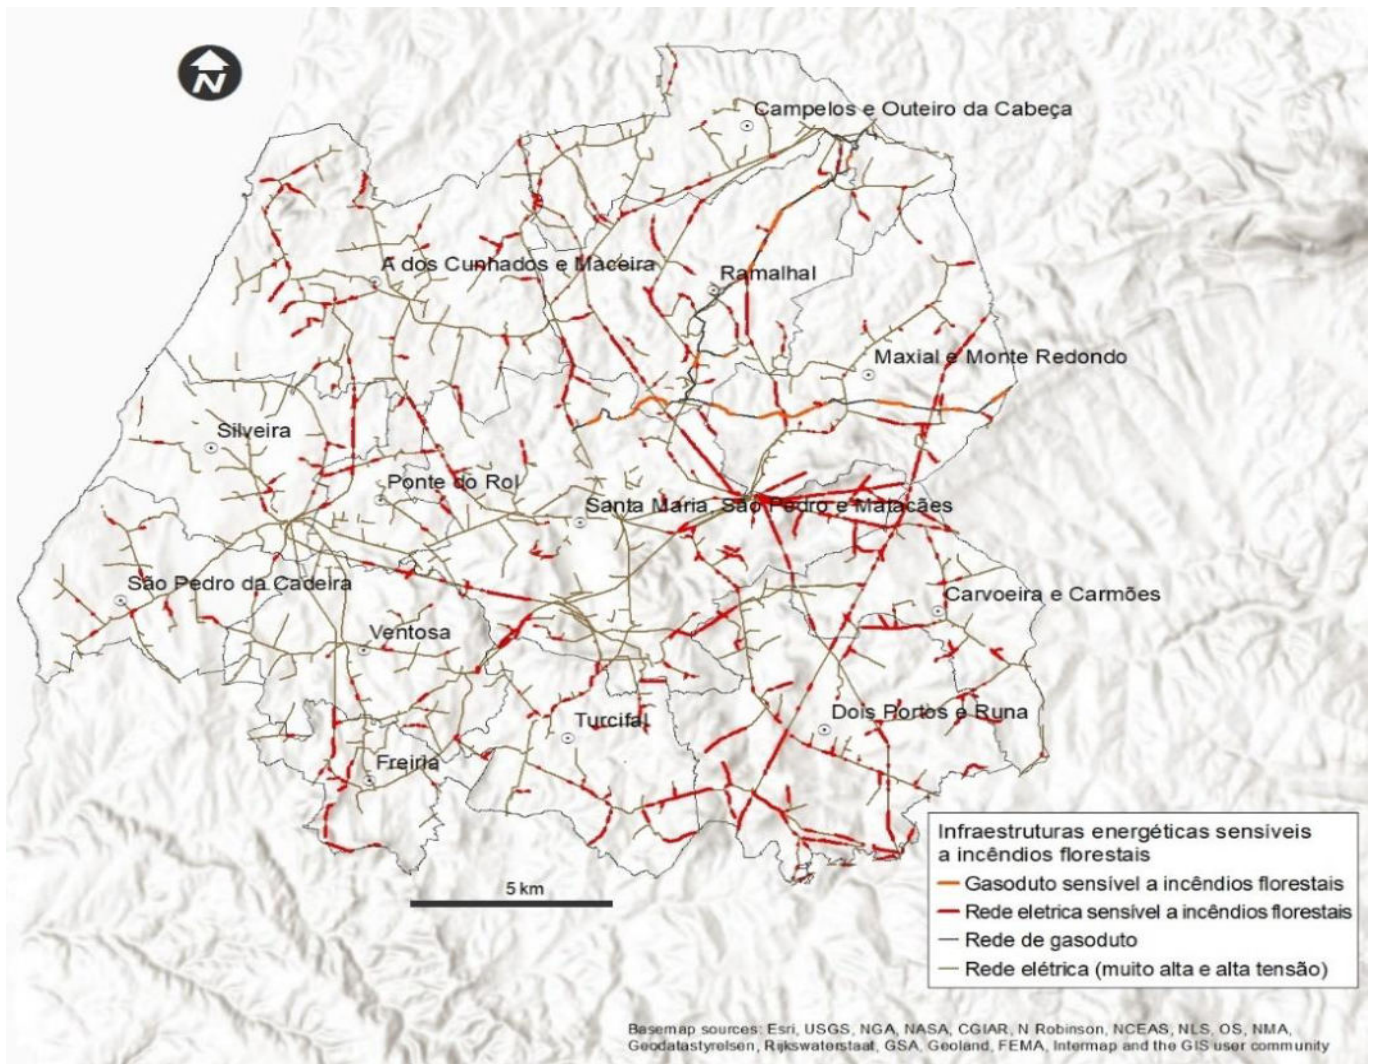 N
Campelos e Outeiro da Cabeça
A dos Cunhados e Maceira
Ramalhal
Maxial e Monte Redondo
Silveira
Ponte do Rol
Santa Maria, São Pedro e Matacães
São Pedro da Cadeira
Carvoeira e Carmões
Ventosa
Turcifal
Dois Portos e Runa
Freiria
5 km
Infraestruturas energéticas sensíveis
a incêndios florestais
Gasoduto sensível a incêndios florestais
Rede eletrica sensível a incêndios florestais
Rede de gasoduto
Rede elétrica (muito alta e alta tensão)
Basemap sources: Esri, USGS, NGA, NASA, CGIAR, N Robinson, NCEAS, NLS, OS, NMA,
Geodatastyrelsen, Rijkswaterstaat, GSA, Geoland, FEMA, Intermap and the GIS user community